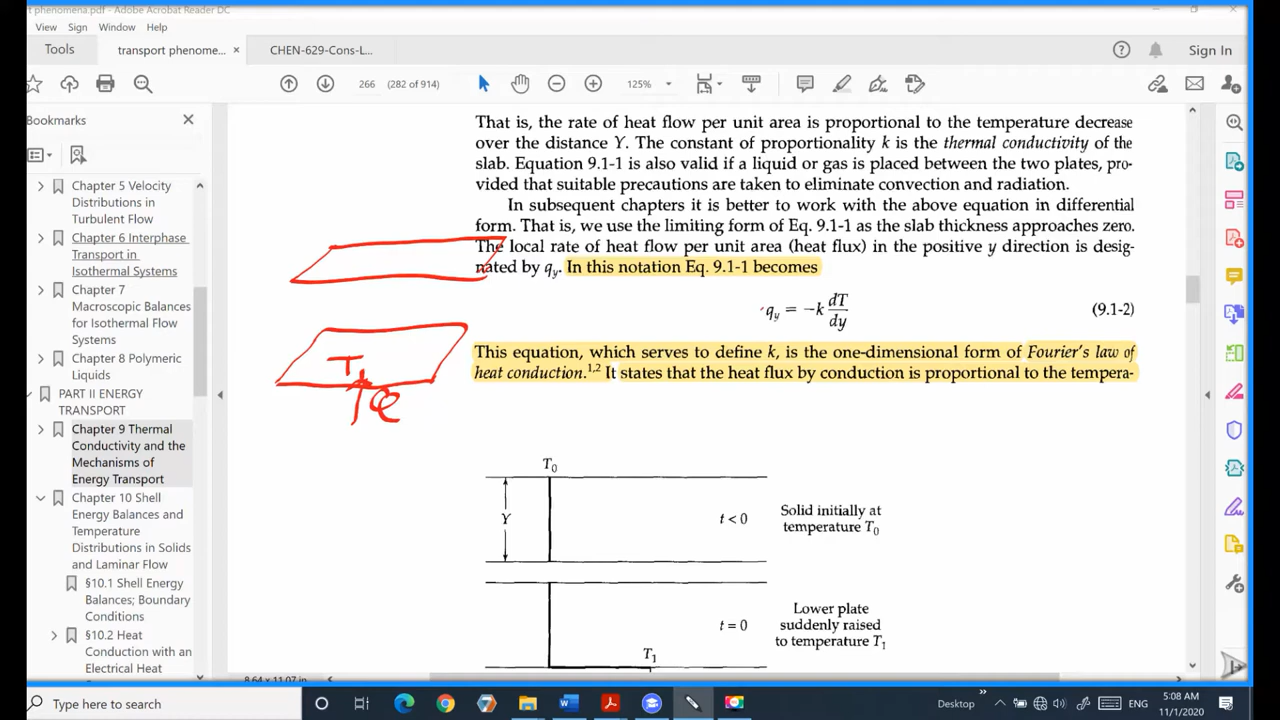 t phenomena.pdf - Adobe Acrobat Reader DC
View Sign Window Help
Tools
transport phenome... ×
CHEN-629-Cons-L...
Sign In
266 (282 of 914)
125%
Bookmarks
Chapter 5 Velocity
Distributions in
Turbulent Flow
Chapter 6 Interphase
Transport in
Isothermal Systems
Chapter 7
Macroscopic Balances
for Isothermal Flow
Systems
Chapter 8 Polymeric
Liquids
PART II ENERGY
TRANSPORT
Chapter 9 Thermal
Conductivity and the
Mechanisms of
Energy Transport
Chapter 10 Shell
Energy Balances and
Temperature
Distributions in Solids
and Laminar Flow
§10.1 Shell Energy
Balances; Boundary
Conditions
§10.2 Heat
Conduction with an
Electrical Heat
That is, the rate of heat flow per unit area is proportional to the temperature decrease
over the distance Y. The constant of proportionality k is the thermal conductivity of the
slab. Equation 9.1-1 is also valid if a liquid or gas is placed between the two plates, pro-
vided that suitable precautions are taken to eliminate convection and radiation.
In subsequent chapters it is better to work with the above equation in differential
form. That is, we use the limiting form of Eq. 9.1-1 as the slab thickness approaches zero.
The local rate of heat flow per unit area (heat flux) in the positive y direction is desig-
nated by qy. In this notation Eq. 9.1-1 becomes
qy = −k dT/dy (9.1-2)
This equation, which serves to define k, is the one-dimensional form of Fourier's law of
heat conduction.1,2 It states that the heat flux by conduction is proportional to the tempera-
T
Q
T0
Y
t < 0
Solid initially at
temperature T0
t = 0
Lower plate
suddenly raised
to temperature T1
T1
8.64 x 11.07 in
Type here to search
Desktop
ENG
5:08 AM
11/1/2020